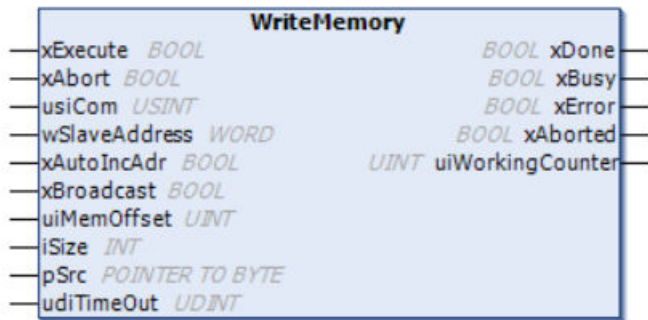 WriteMemory
xExecute BOOL BOOL xDone
xAbort BOOL BOOL xBusy
usiCom USINT BOOL xError
wSlaveAddress WORD BOOL xAborted
xAutoIncAdr BOOL UINT uiWorkingCounter
xBroadcast BOOL
uiMemOffset UINT
iSize INT
pSrc POINTER TO BYTE
udiTimeOut UDINT